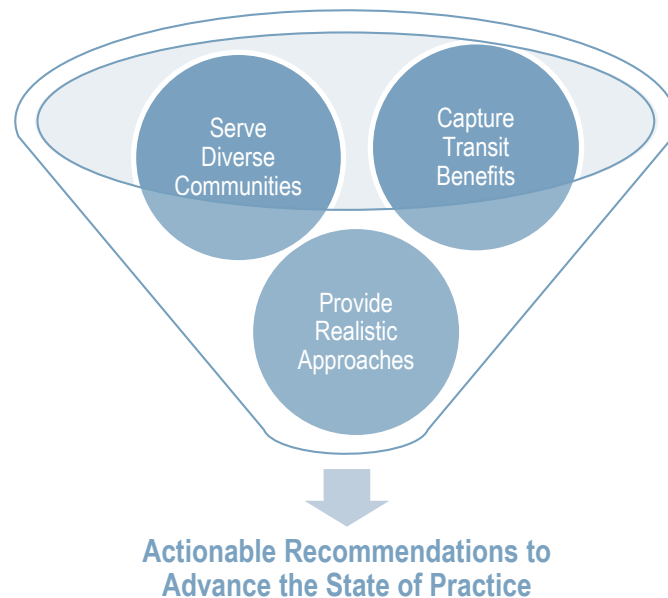 Serve
Diverse
Communities
Capture
Transit
Benefits
Provide
Realistic
Approaches
Actionable Recommendations to
Advance the State of Practice